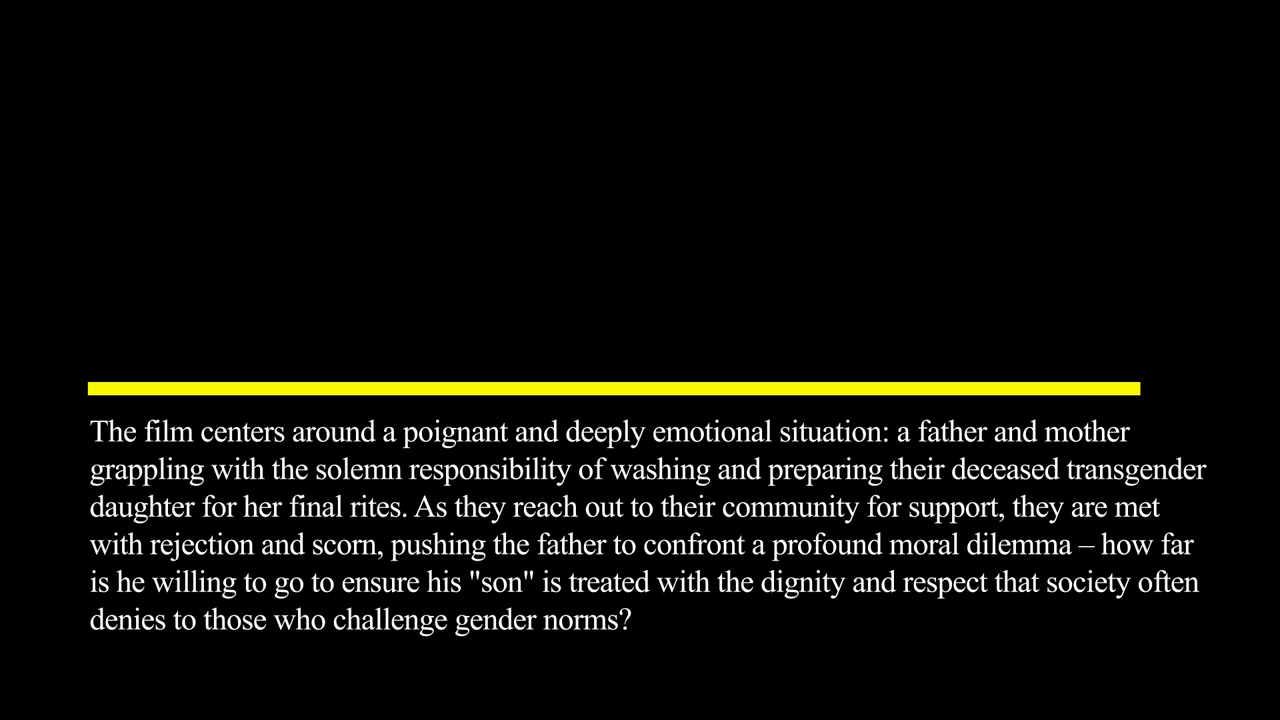 The film centers around a poignant and deeply emotional situation: a father and mother
grappling with the solemn responsibility of washing and preparing their deceased transgender
daughter for her final rites. As they reach out to their community for support, they are met
with rejection and scorn, pushing the father to confront a profound moral dilemma – how far
is he willing to go to ensure his "son" is treated with the dignity and respect that society often
denies to those who challenge gender norms?